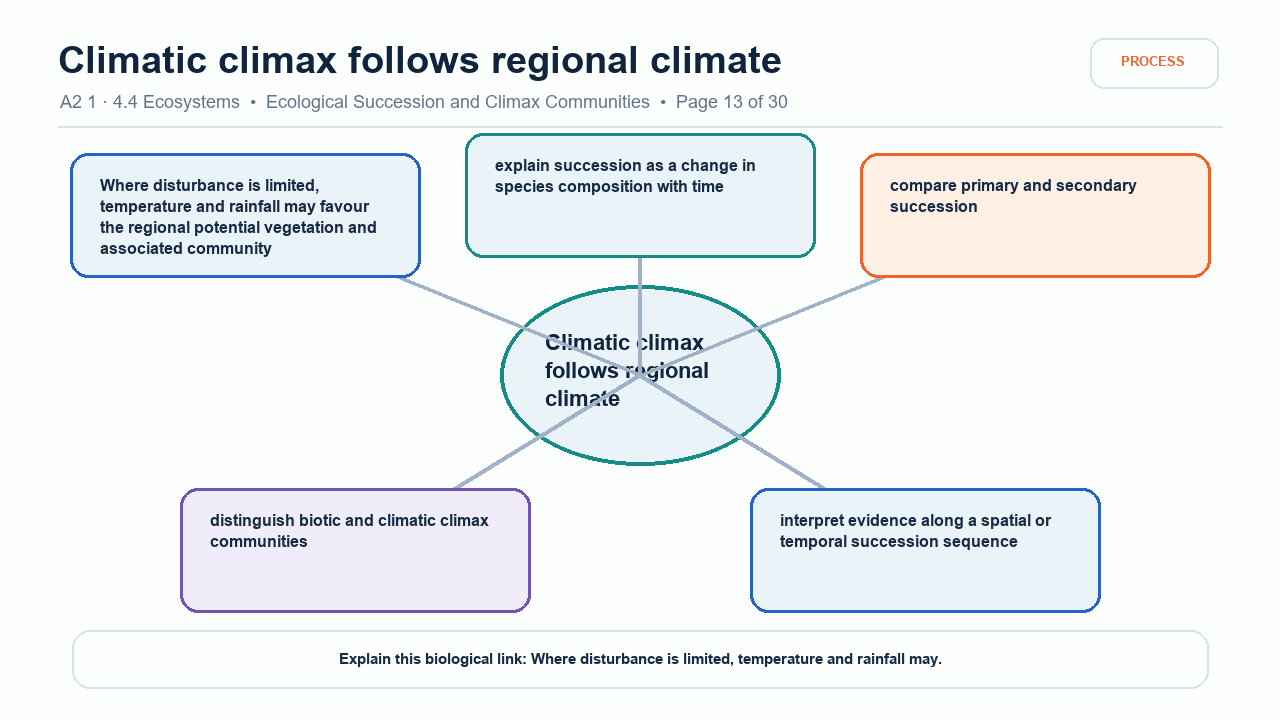 Climatic climax follows regional climate
PROCESS
A2 1 · 4.4 Ecosystems • Ecological Succession and Climax Communities • Page 13 of 30
Where disturbance is limited,
temperature and rainfall may favour
the regional potential vegetation and
associated community
explain succession as a change in
species composition with time
compare primary and secondary
succession
Climatic climax
follows regional
climate
distinguish biotic and climatic climax
communities
interpret evidence along a spatial or
temporal succession sequence
Explain this biological link: Where disturbance is limited, temperature and rainfall may.